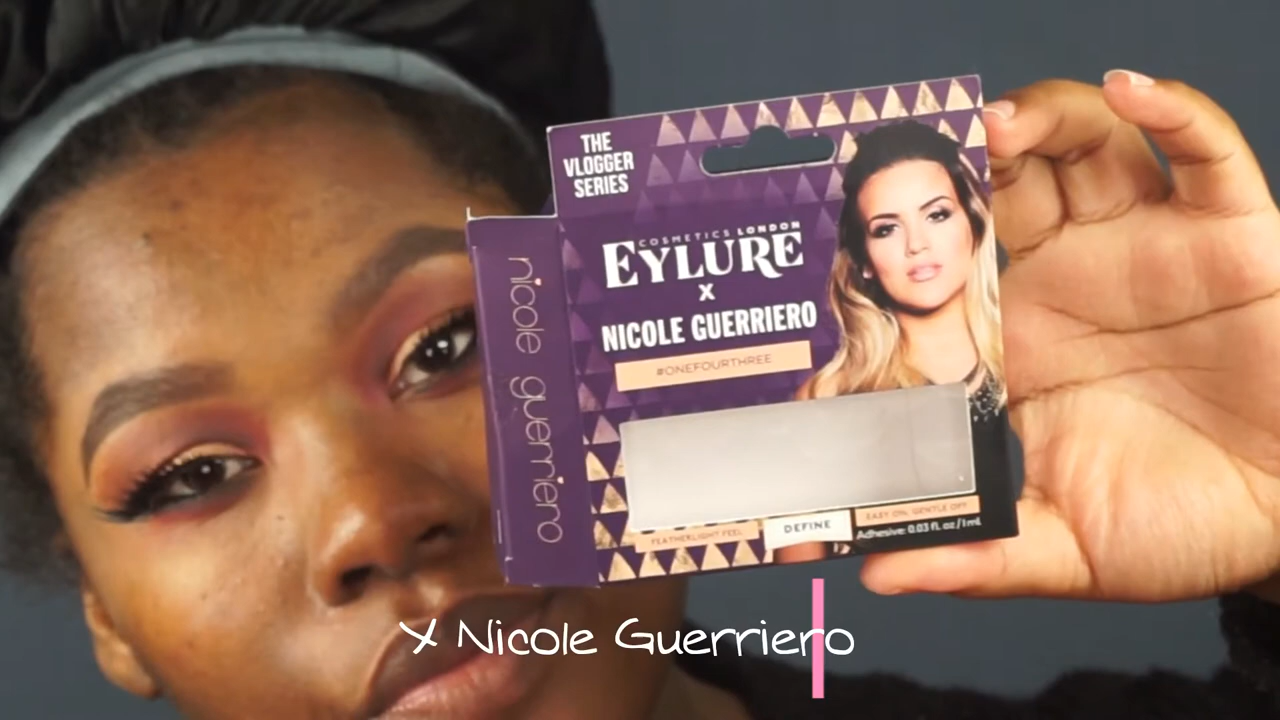 THE
VLOGGER
SERIES
COSMETICS LONDON
EYLURE
X
NICOLE GUERRIERO
#ONEFOURTHREE
nicole guerriero
FEATHERLIGHT FEEL
DEFINE
EASY ON, GENTLE OFF
Adhesive: 0.03 fl. oz / 1 mL
X Nicole Guerriero